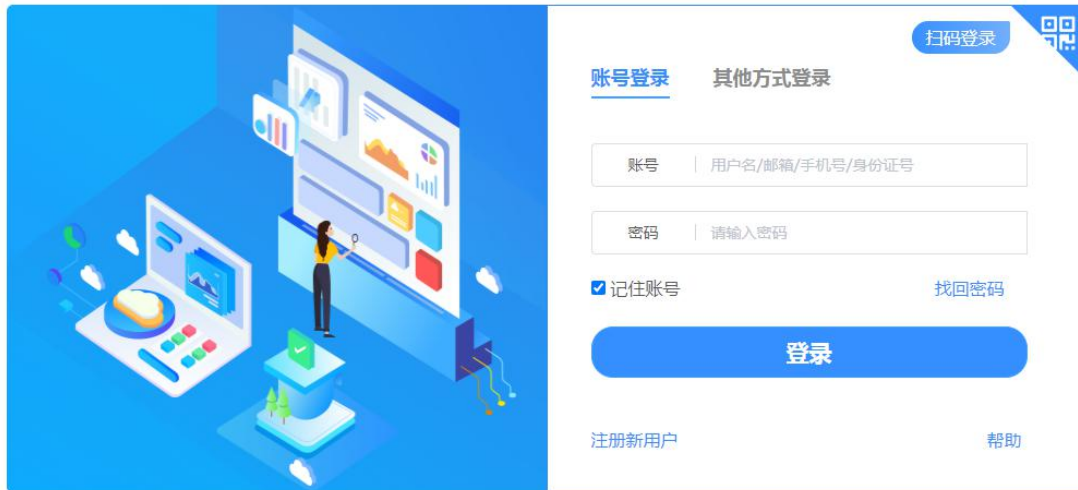 扫码登录
账号登录 其他方式登录
账号 用户名/邮箱/手机号/身份证号
密码 请输入密码
记住账号 找回密码
登录
注册新用户 帮助